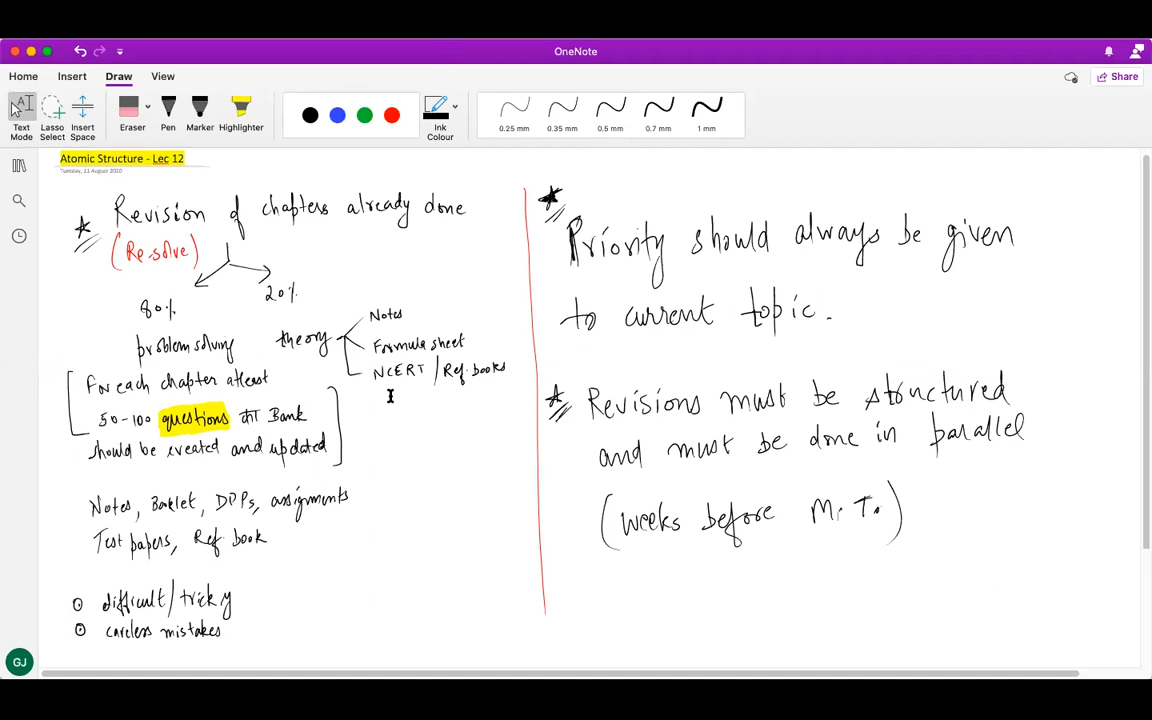 OneNote
Home Insert Draw View
Share
Text Mode
Lasso Select
Insert Space
Eraser
Pen
Marker
Highlighter
Ink Colour
0.25 mm
0.35 mm
0.5 mm
0.7 mm
1 mm
Atomic Structure - Lec 12
Tuesday, 11 August 2020
Revision of chapters already done
(Re-solve)
80%
20%
problem solving
theory
Notes
Formula sheet
NCERT / Ref. books
For each chapter atleast
50-100 questions Bank
should be created and updated
Notes, Booklet, DPPs, assignments
Test papers, Ref book
difficult/tricky
careless mistakes
Priority should always be given
to current topic.
Revisions must be structured
and must be done in parallel
(weeks before M.T.)
GJ